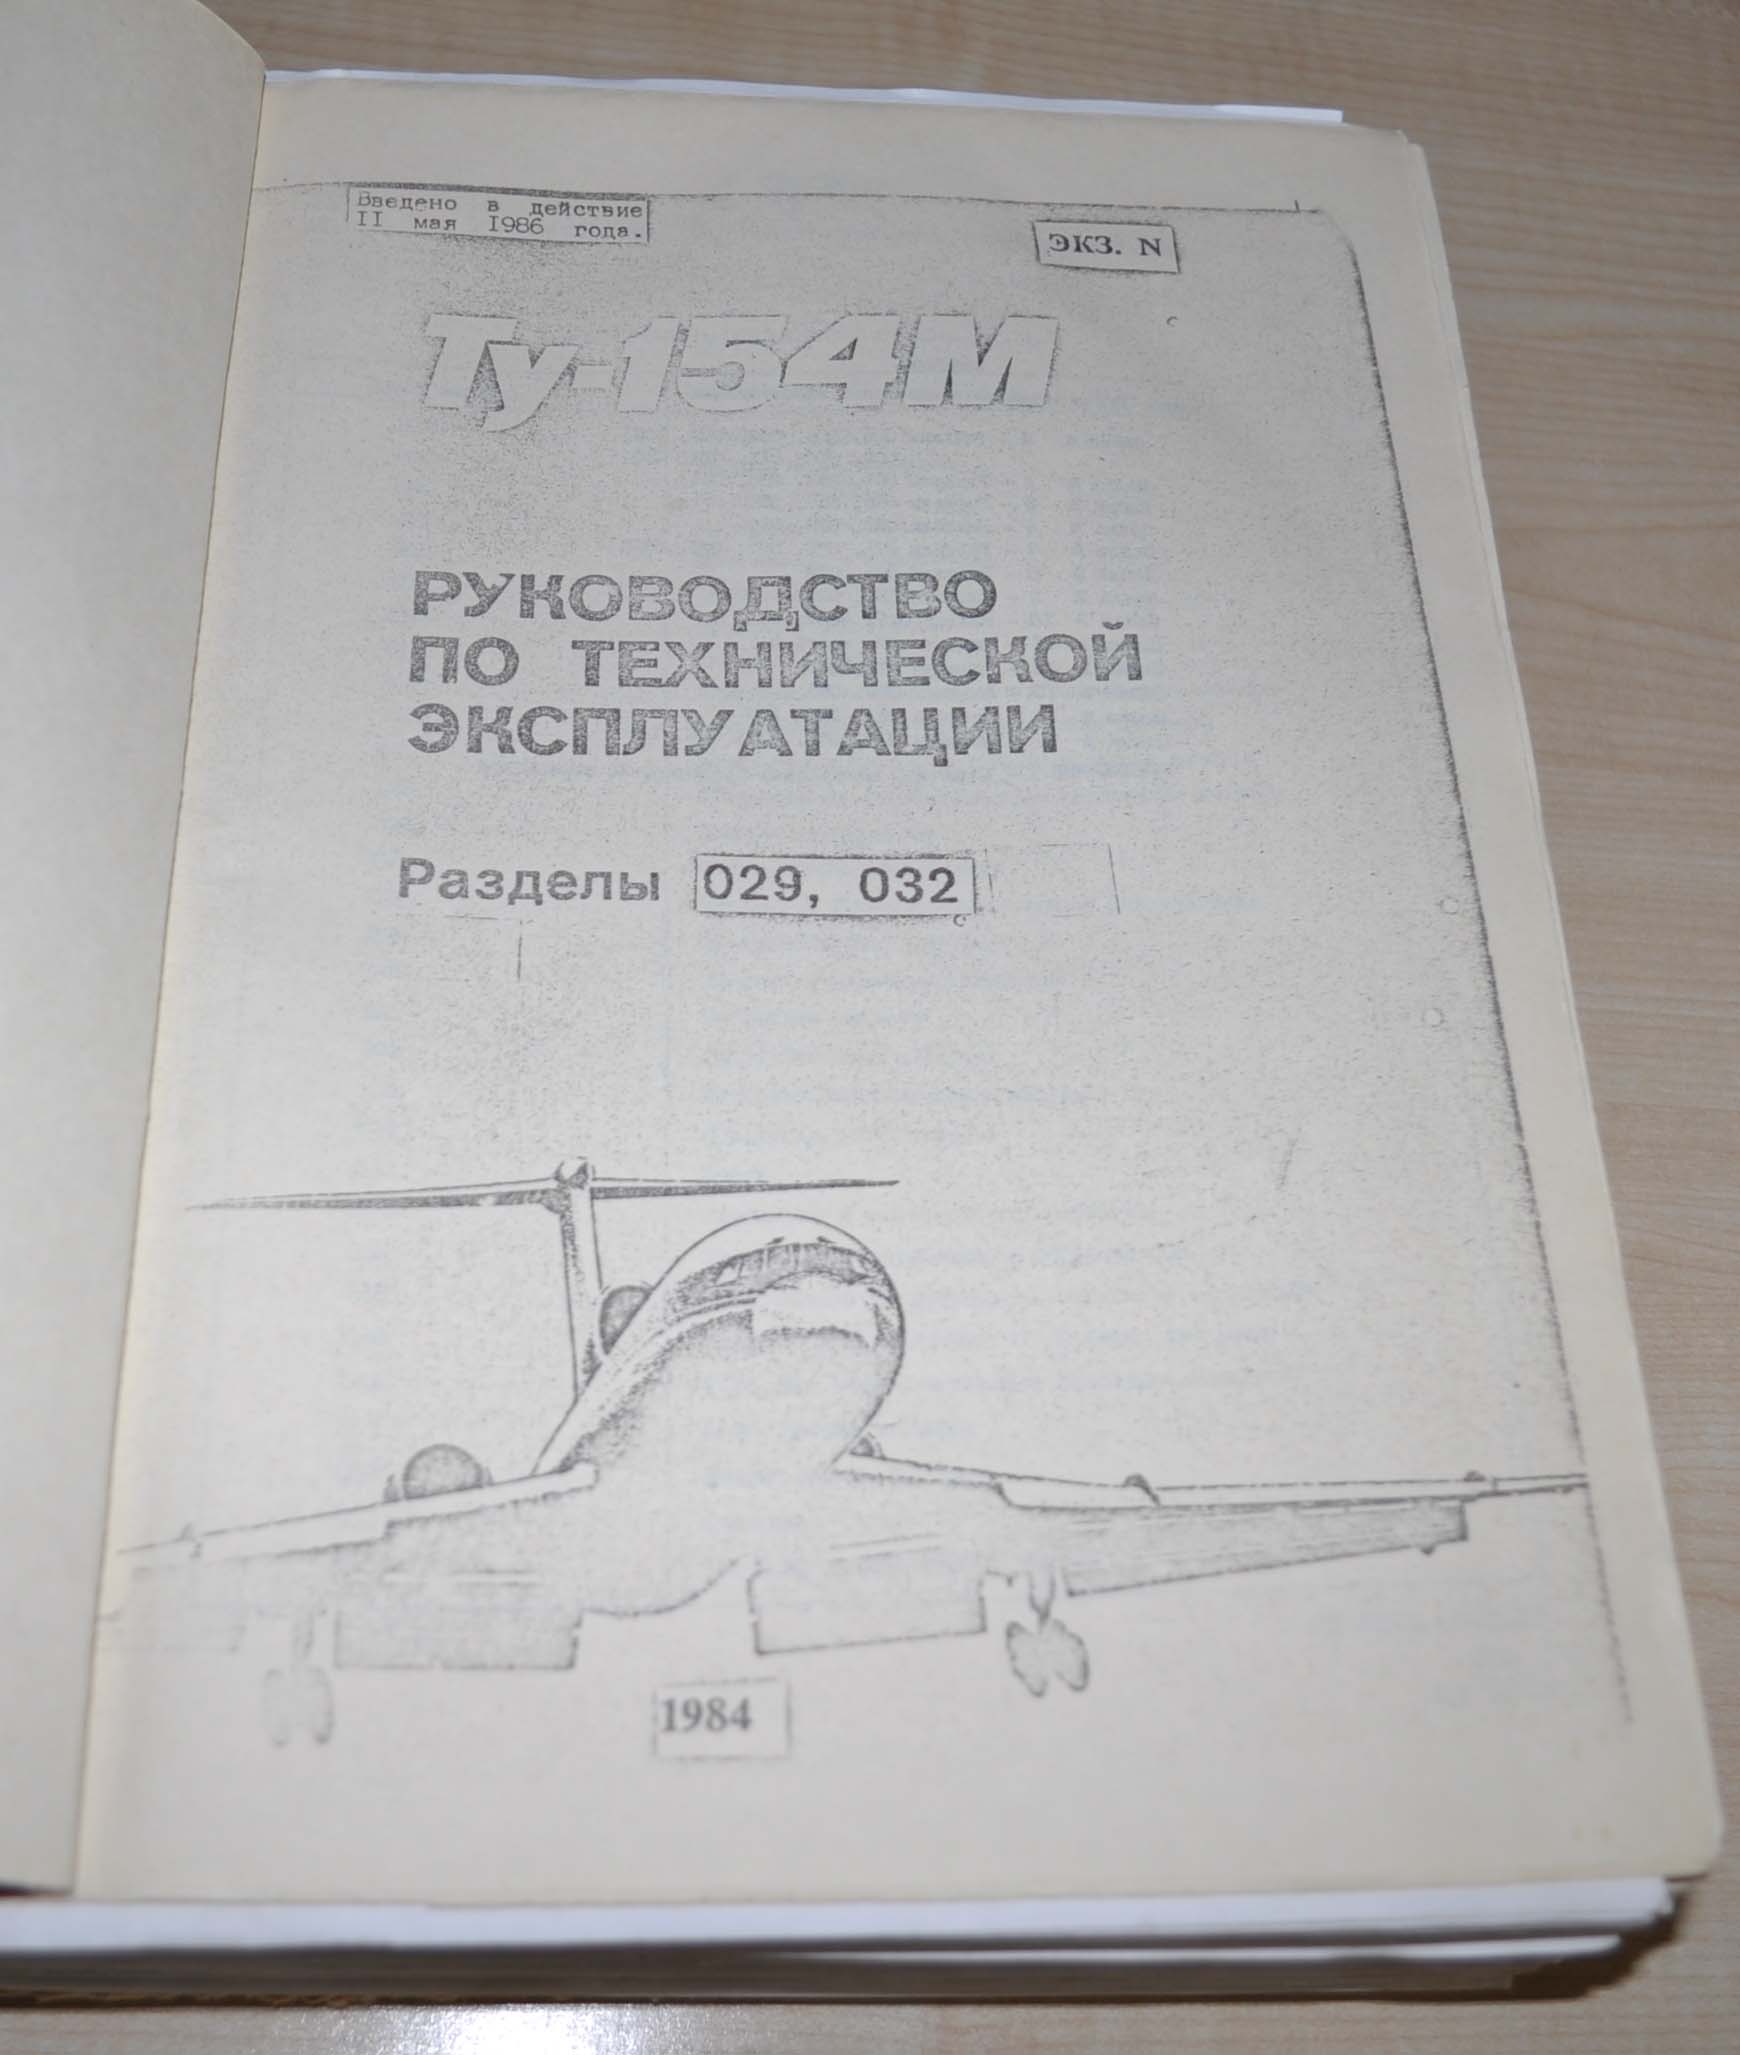 Введено в действие
II мая 1986 года.
ЭКЗ. N
Ту-154М
РУКОВОДСТВО
ПО ТЕХНИЧЕСКОЙ
ЭКСПЛУАТАЦИИ
Разделы 029, 032
1984